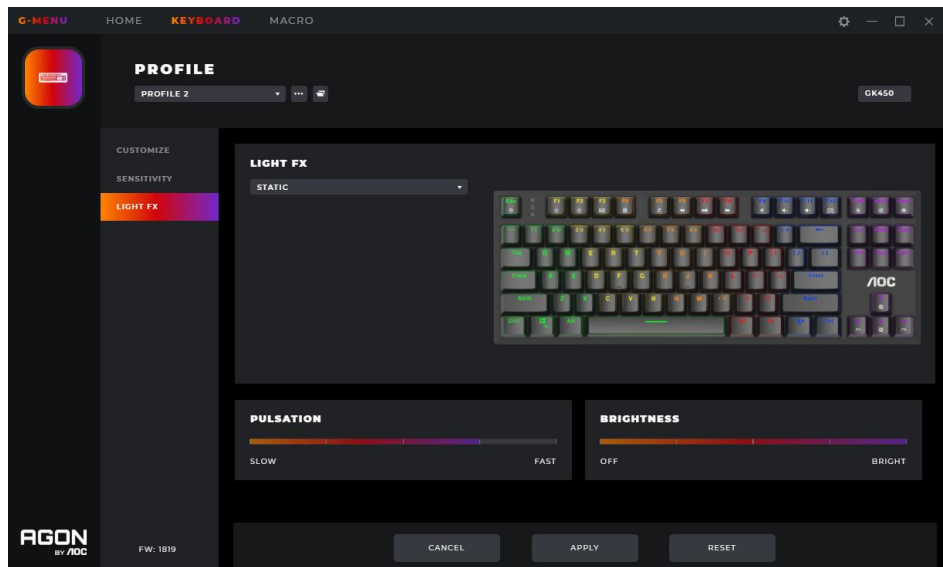 G-MENU HOME KEYBOARD MACRO
PROFILE
PROFILE 2
GK450
CUSTOMIZE
SENSITIVITY
LIGHT FX
LIGHT FX
STATIC
AOC
PULSATION
SLOW FAST
BRIGHTNESS
OFF BRIGHT
CANCEL APPLY RESET
AGON
BY AOC
FW: 1819